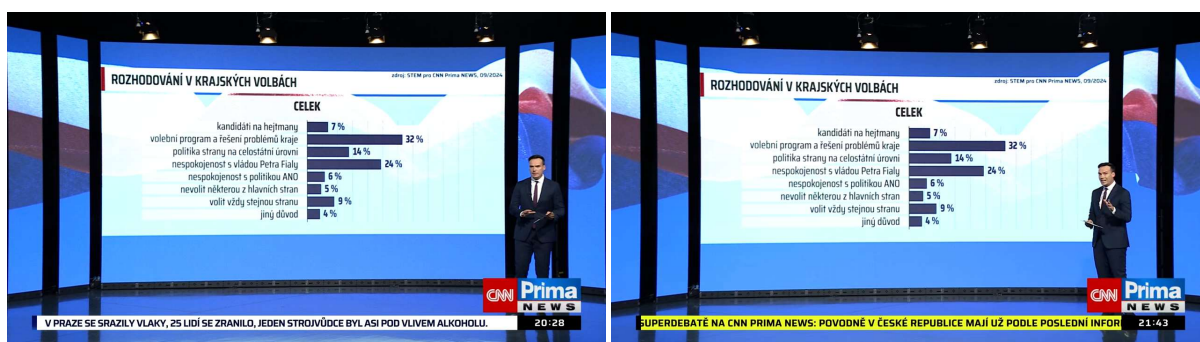 ROZHODOVÁNÍ V KRAJSKÝCH VOLBÁCH
zdroj: STEM pro CNN Prima NEWS, 09/2024
CELEK
kandidáti na hejtmany 7 %
volební program a řešení problémů kraje 32 %
politika strany na celostátní úrovni 14 %
nespokojenost s vládou Petra Fialy 24 %
nespokojenost s politikou ANO 6 %
nevolit některou z hlavních stran 5 %
volit vždy stejnou stranu 9 %
jiný důvod 4 %
CNN Prima
NEWS
V PRAZE SE SRAZILY VLAKY, 25 LIDÍ SE ZRANILO, JEDEN STROJVŮDCE BYL ASI POD VLIVEM ALKOHOLU. 20:28
ROZHODOVÁNÍ V KRAJSKÝCH VOLBÁCH
zdroj: STEM pro CNN Prima NEWS, 09/2024
CELEK
kandidáti na hejtmany 7 %
volební program a řešení problémů kraje 32 %
politika strany na celostátní úrovni 14 %
nespokojenost s vládou Petra Fialy 24 %
nespokojenost s politikou ANO 6 %
nevolit některou z hlavních stran 5 %
volit vždy stejnou stranu 9 %
jiný důvod 4 %
CNN Prima
NEWS
SUPERDEBATĚ NA CNN PRIMA NEWS: POVODNĚ V ČESKÉ REPUBLICE MAJÍ UŽ PODLE POSLEDNÍ INFOR 21:43